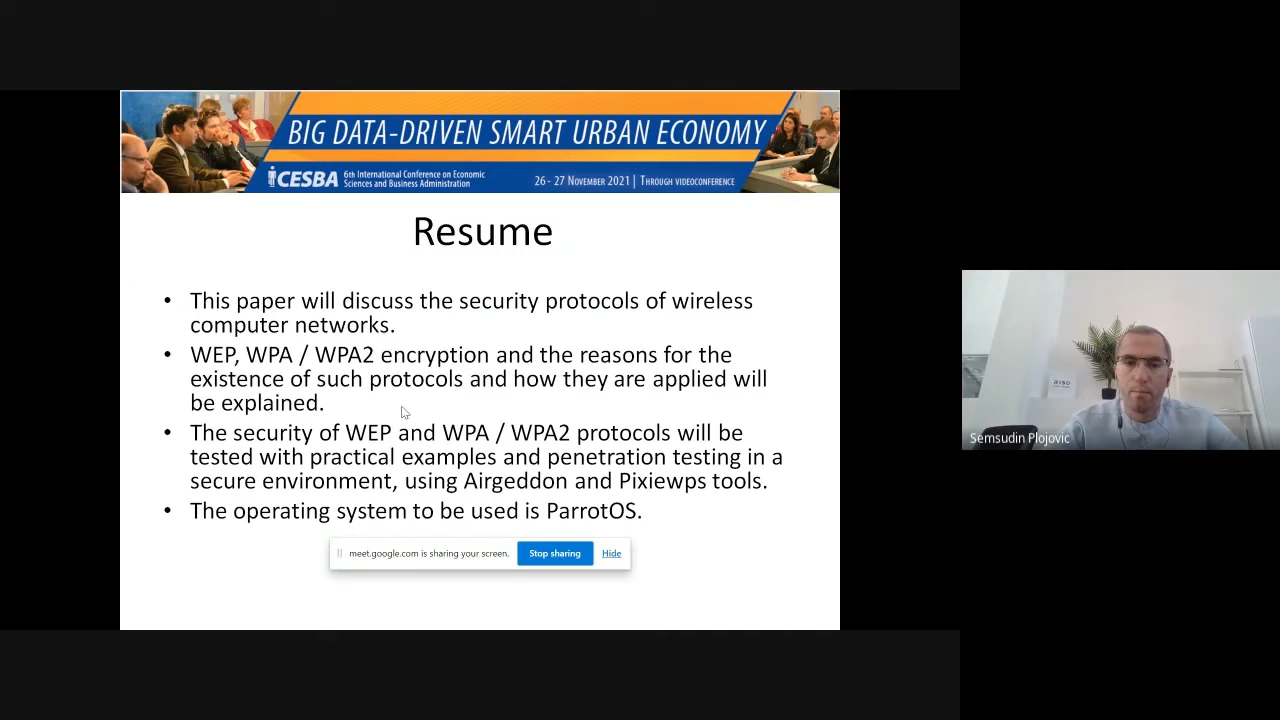 BIG DATA-DRIVEN SMART URBAN ECONOMY
iCESBA 6th International Conference on Economic
Sciences and Business Administration
26 - 27 NOVEMBER 2021 | THROUGH VIDEOCONFERENCE
Resume
• This paper will discuss the security protocols of wireless
computer networks.
• WEP, WPA / WPA2 encryption and the reasons for the
existence of such protocols and how they are applied will
be explained.
• The security of WEP and WPA / WPA2 protocols will be
tested with practical examples and penetration testing in a
secure environment, using Airgeddon and Pixiewps tools.
• The operating system to be used is ParrotOS.
meet.google.com is sharing your screen. Stop sharing Hide
Semsudin Plojovic